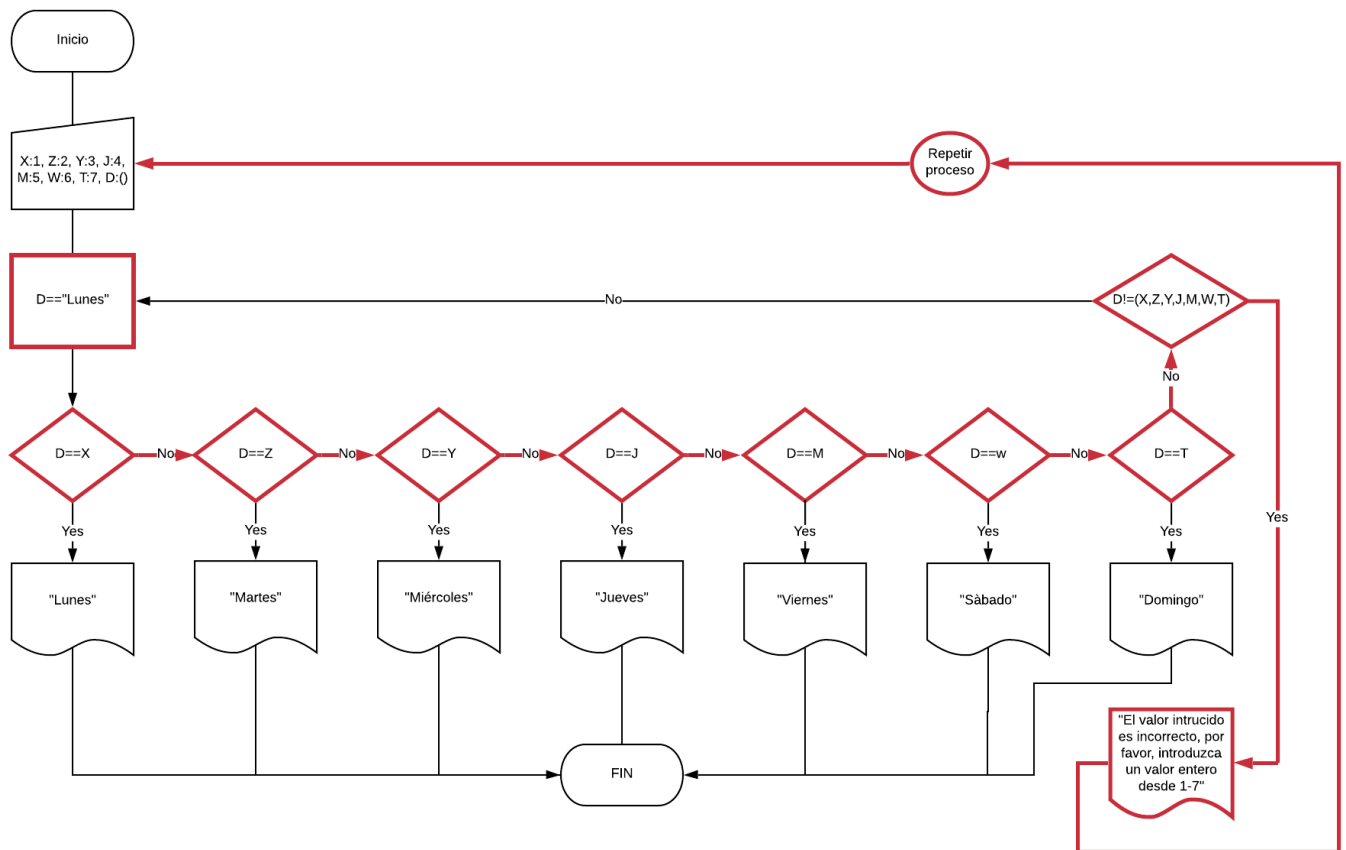 Inicio
X:1, Z:2, Y:3, J:4,
M:5, W:6, T:7, D:()
Repetir
proceso
D=="Lunes"
No
D!=(X,Z,Y,J,M,W,T)
No
D==X
No
D==Z
No
D==Y
No
D==J
No
D==M
No
D==w
No
D==T
Yes
Yes
Yes
Yes
Yes
Yes
Yes
Yes
"Lunes"
"Martes"
"Miércoles"
"Jueves"
"Viernes"
"Sàbado"
"Domingo"
"El valor intrucido
es incorrecto, por
favor, introduzca
un valor entero
desde 1-7"
FIN